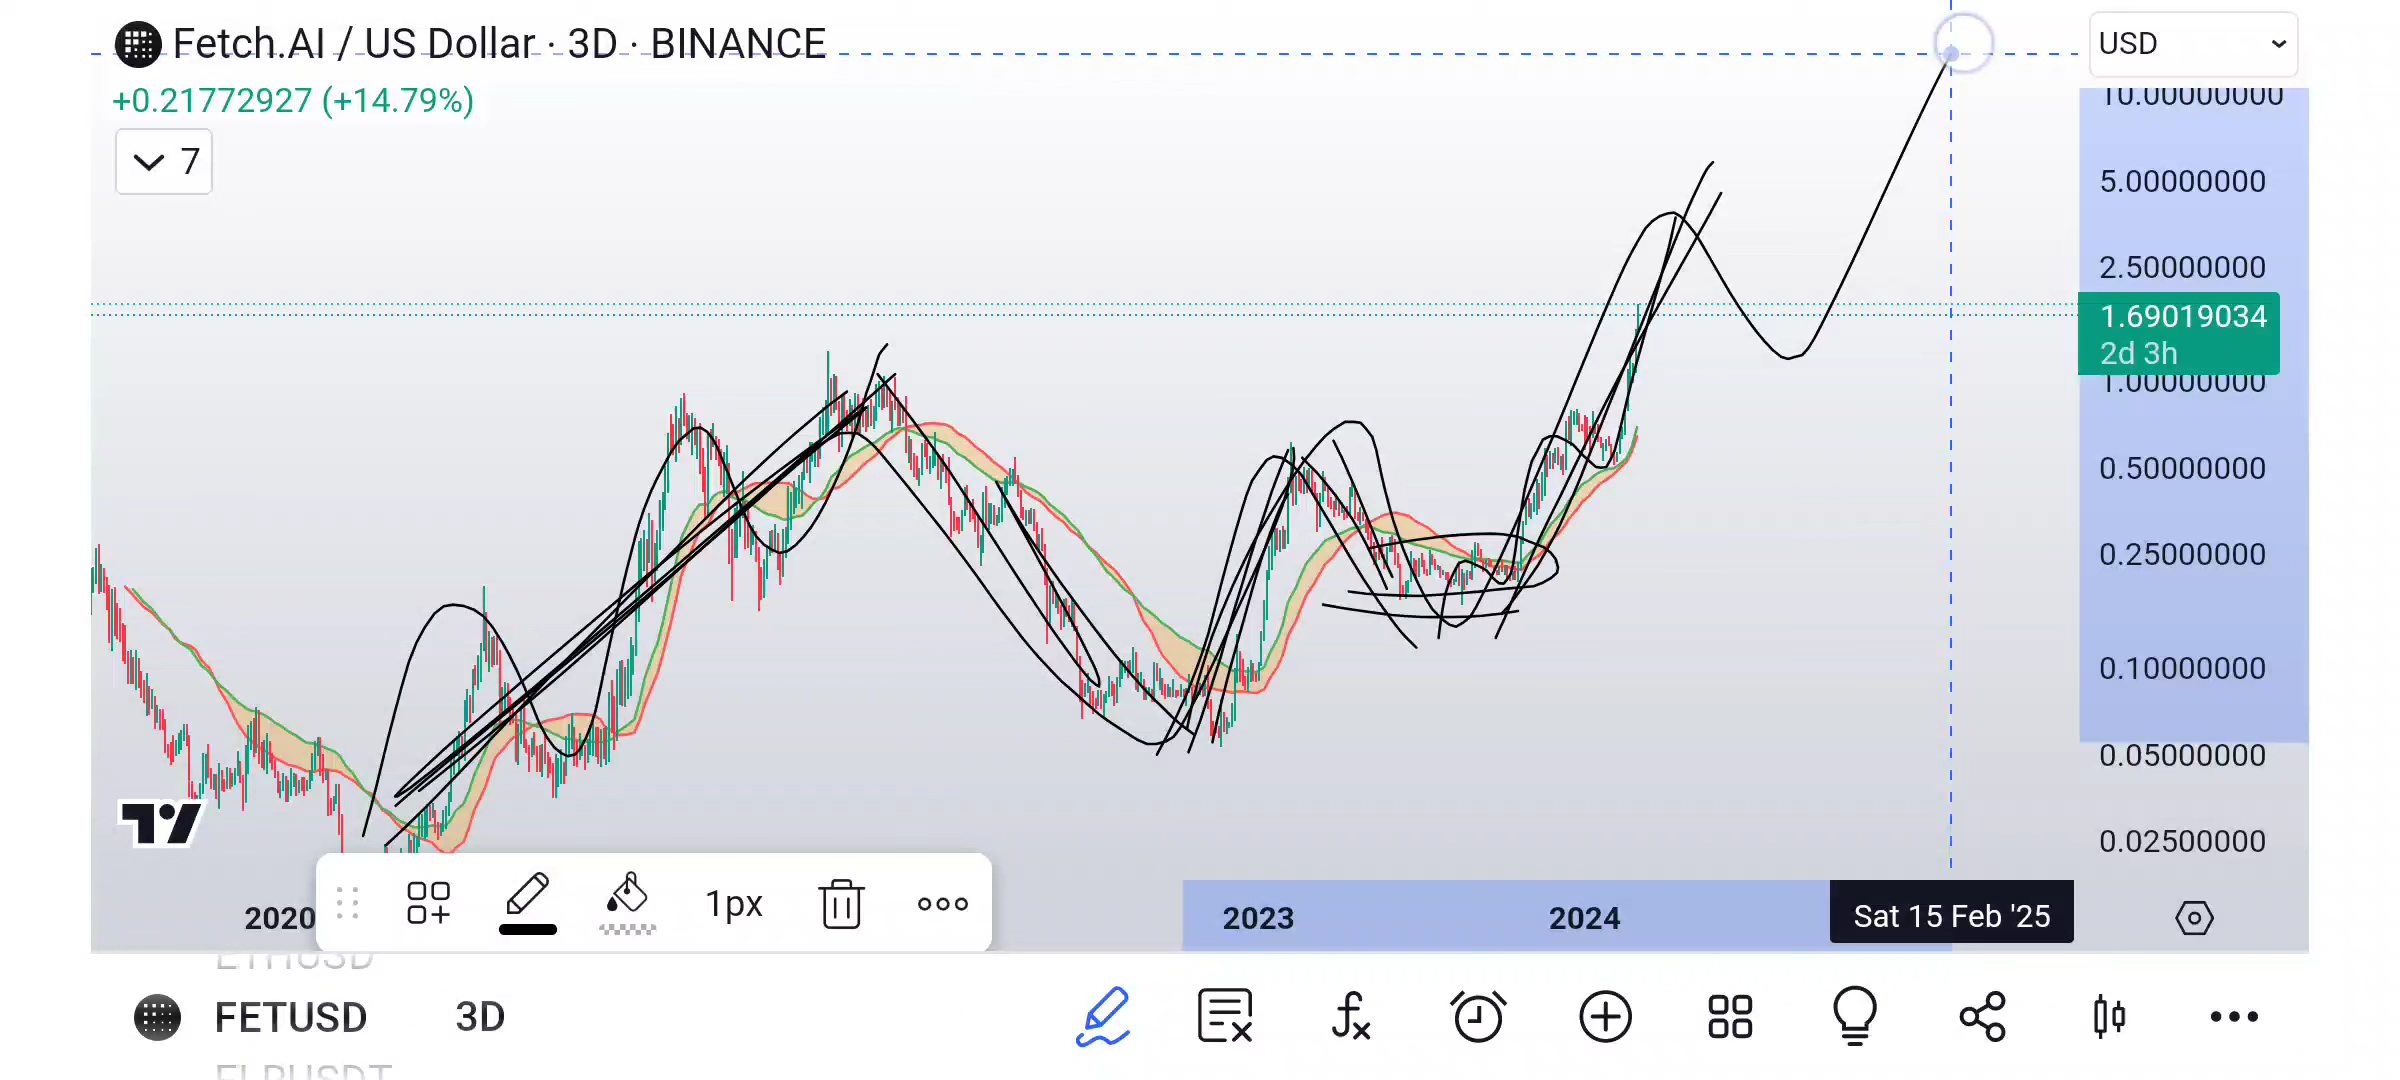 Fetch.AI / US Dollar · 3D · BINANCE
USD
+0.21772927 (+14.79%)
7
10.00000000
5.00000000
2.50000000
1.69019034
2d 3h
1.00000000
0.50000000
0.25000000
0.10000000
0.05000000
0.02500000
2020
1px
2023
2024
Sat 15 Feb '25
ETHUSD
FETUSD 3D